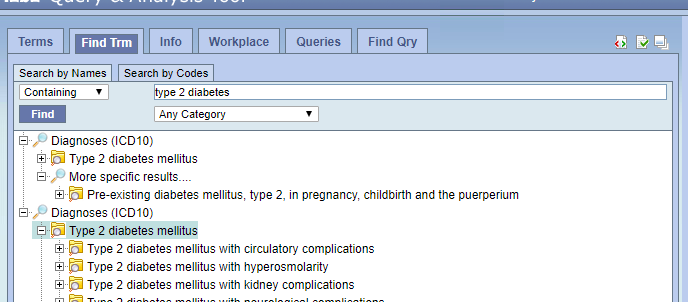 Query & Analysis Tool
Terms Find Trm Info Workplace Queries Find Qry
Search by Names Search by Codes
Containing type 2 diabetes
Find Any Category
Diagnoses (ICD10)
Type 2 diabetes mellitus
More specific results....
Pre-existing diabetes mellitus, type 2, in pregnancy, childbirth and the puerperium
Diagnoses (ICD10)
Type 2 diabetes mellitus
Type 2 diabetes mellitus with circulatory complications
Type 2 diabetes mellitus with hyperosmolarity
Type 2 diabetes mellitus with kidney complications
Type 2 diabetes mellitus with neurological complications